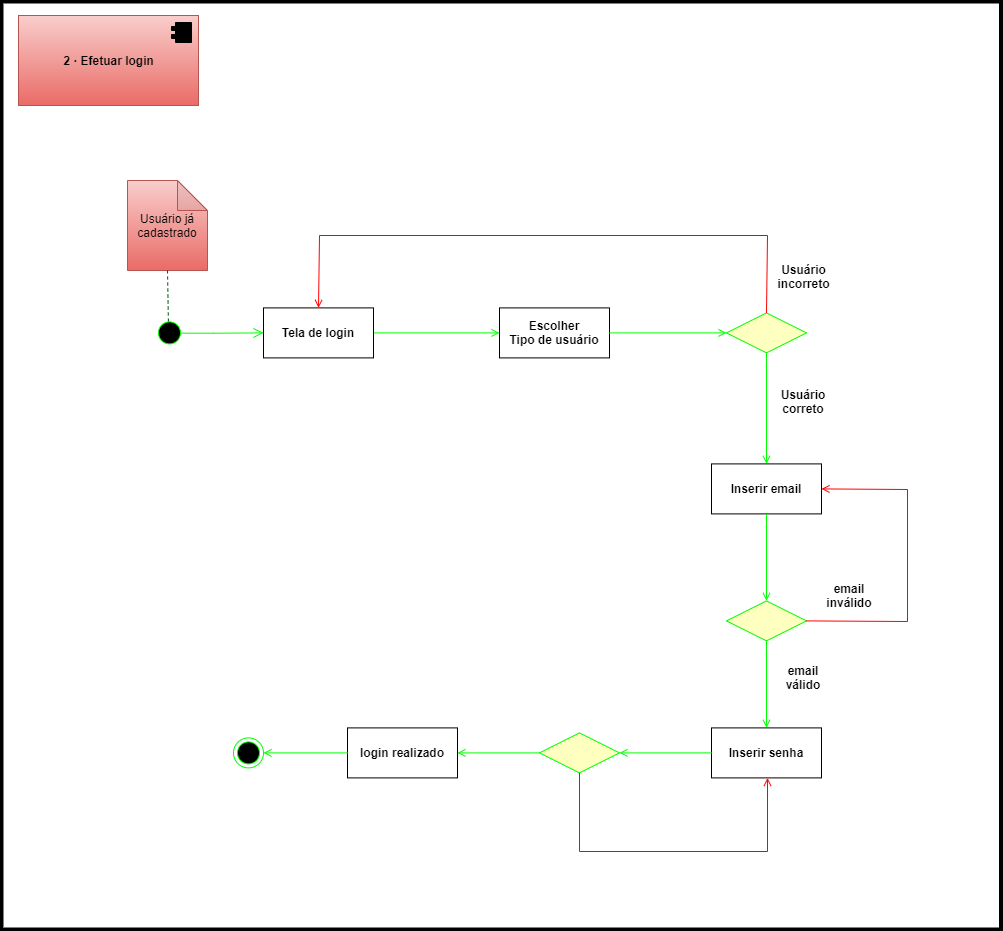 2 · Efetuar login
Usuário já
cadastrado
Usuário
incorreto
Tela de login
Escolher
Tipo de usuário
Usuário
correto
Inserir email
email
inválido
email
válido
login realizado
Inserir senha